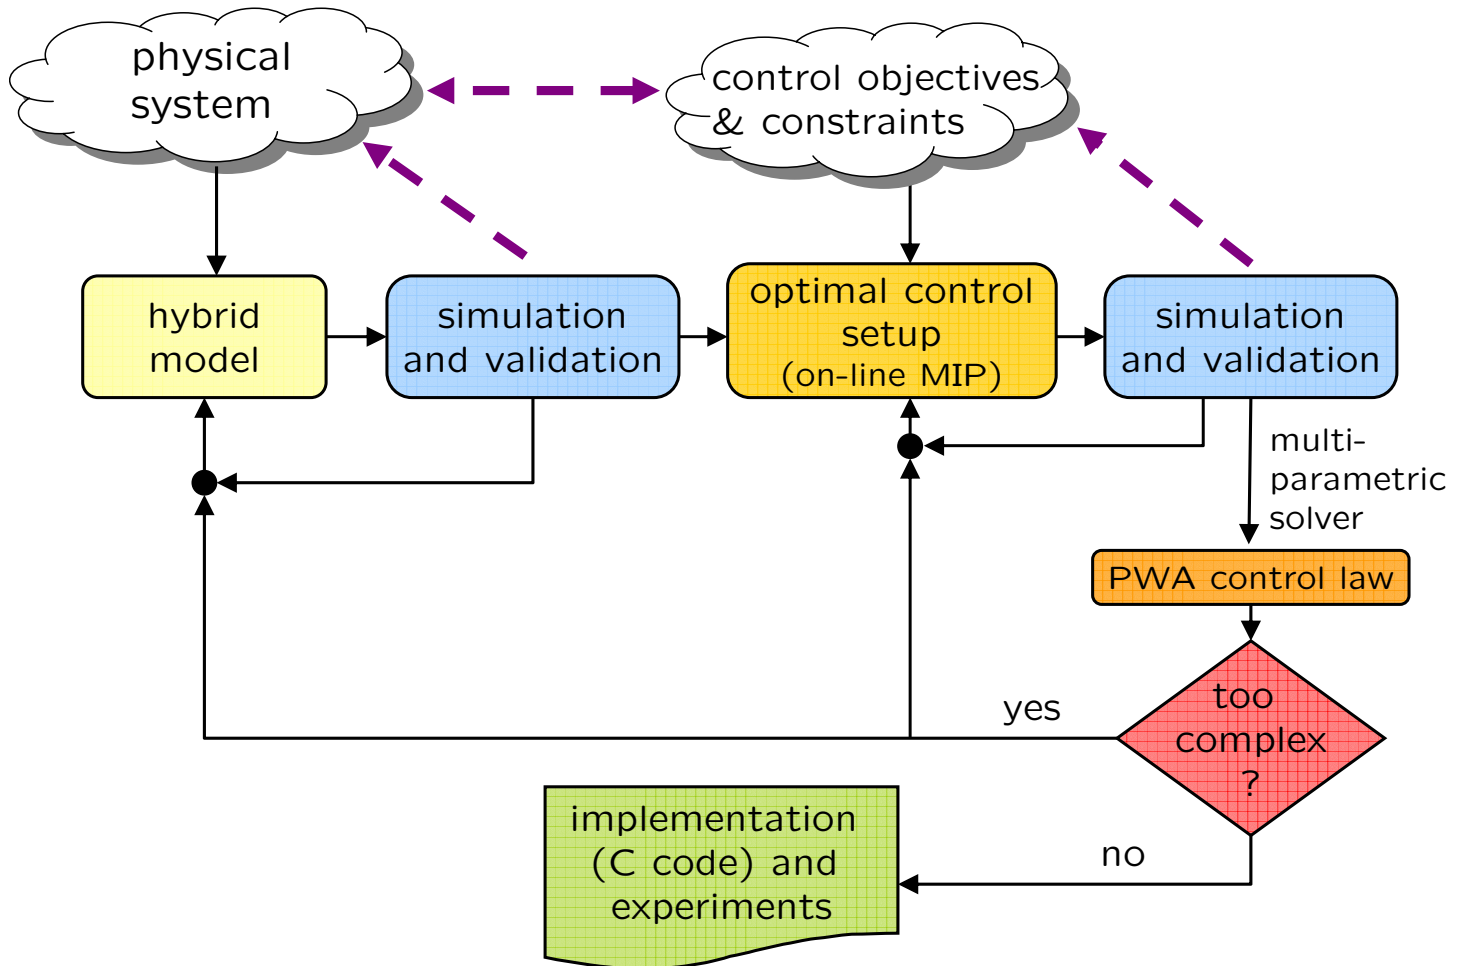 physical
system
control objectives
& constraints
hybrid
model
simulation
and validation
optimal control
setup
(on-line MIP)
simulation
and validation
multi-
parametric
solver
PWA control law
too
complex
?
yes
no
implementation
(C code) and
experiments